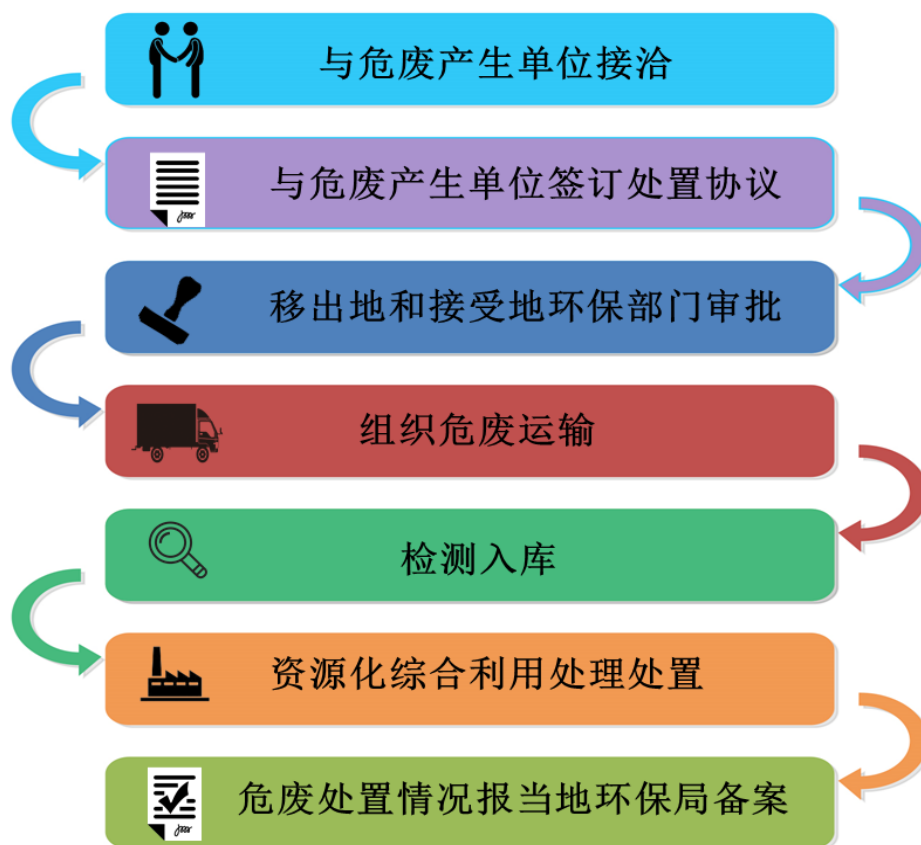 与危废产生单位接洽
与危废产生单位签订处置协议
移出地和接受地环保部门审批
组织危废运输
检测入库
资源化综合利用处理处置
危废处置情况报当地环保局备案